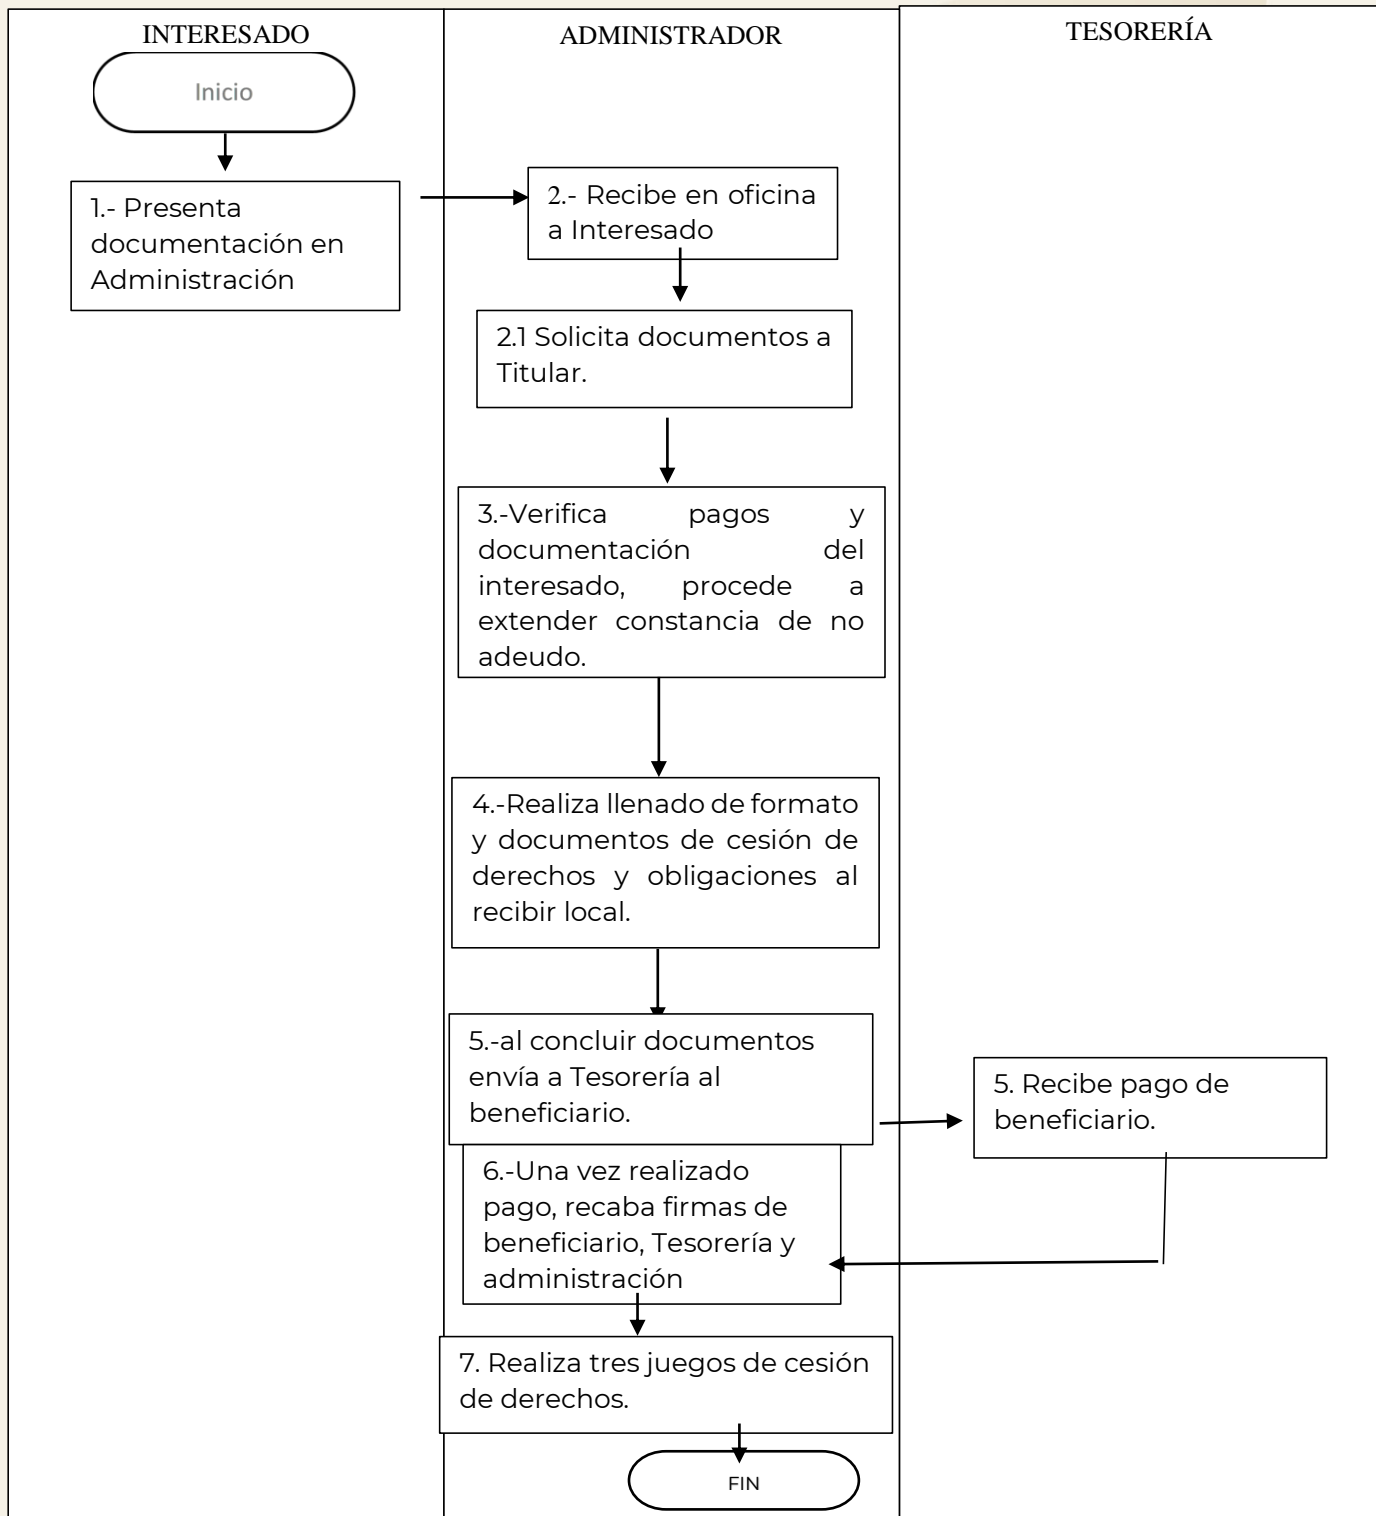 INTERESADO
ADMINISTRADOR
TESORERÍA
Inicio
1.- Presenta
documentación en
Administración
2.- Recibe en oficina
a Interesado
2.1 Solicita documentos a
Titular.
3.-Verifica pagos y
documentación del
interesado, procede a
extender constancia de no
adeudo.
4.-Realiza llenado de formato
y documentos de cesión de
derechos y obligaciones al
recibir local.
5.-al concluir documentos
envía a Tesorería al
beneficiario.
5. Recibe pago de
beneficiario.
6.-Una vez realizado
pago, recaba firmas de
beneficiario, Tesorería y
administración
7. Realiza tres juegos de cesión
de derechos.
FIN